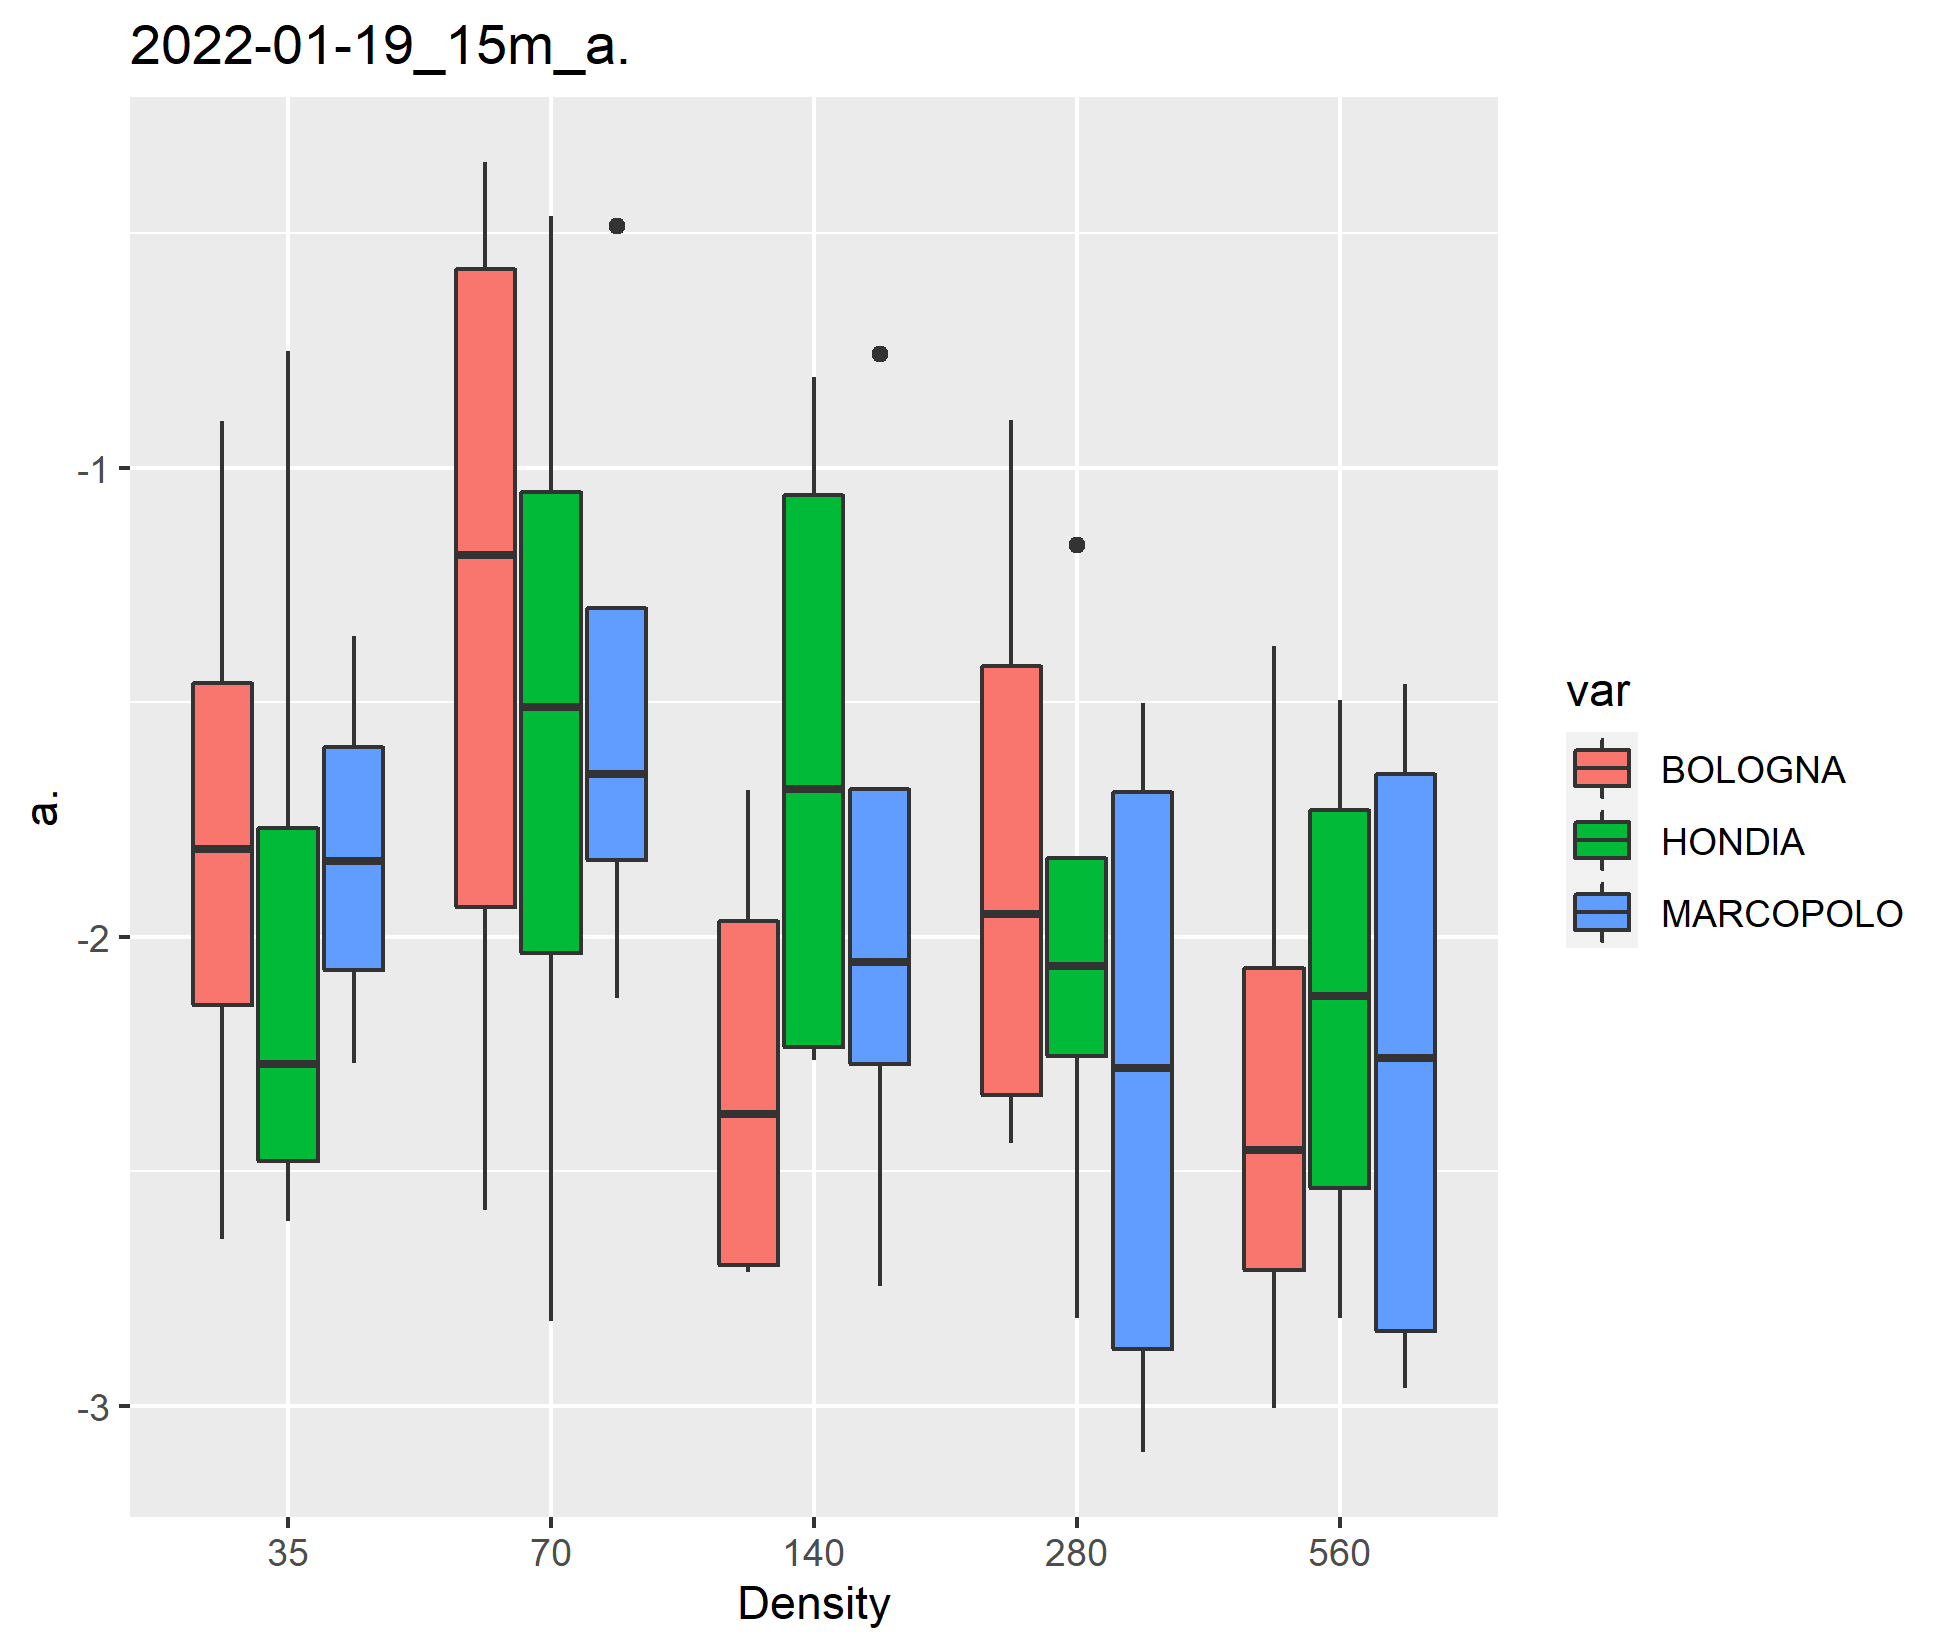 2022-01-19_15m_a.
a.
-1
-2
-3
35 70 140 280 560
Density
var
BOLOGNA
HONDIA
MARCOPOLO